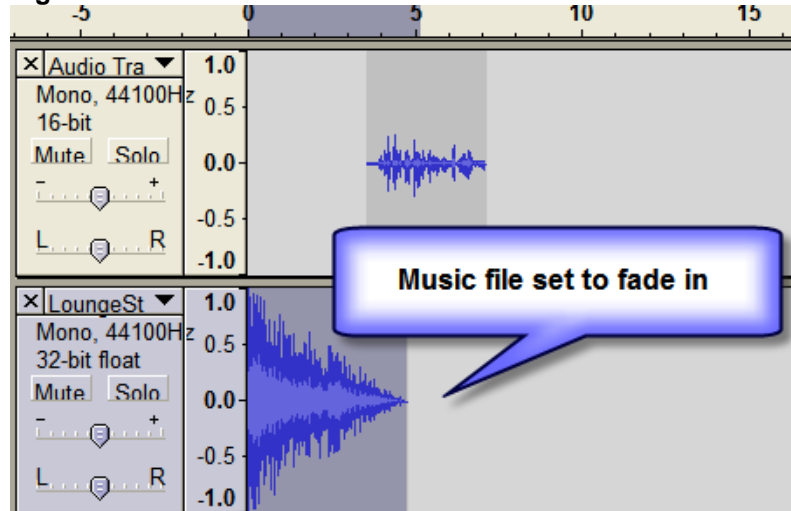 -5 0 5 10 15
Audio Tra
Mono, 44100Hz
16-bit
Mute Solo
- +
L R
1.0
0.5
0.0
-0.5
-1.0
Music file set to fade in
LoungeSt
Mono, 44100Hz
32-bit float
Mute Solo
- +
L R
1.0
0.5
0.0
-0.5
-1.0